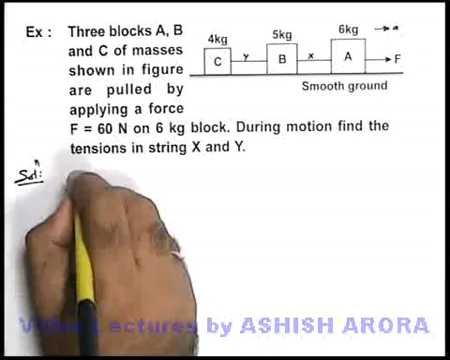 Ex : Three blocks A, B
and C of masses
shown in figure
are pulled by
applying a force
F = 60 N on 6 kg block. During motion find the
tensions in string X and Y.
4kg 5kg 6kg a
C Y B X A F
Smooth ground
Solⁿ:
Video Lectures by ASHISH ARORA